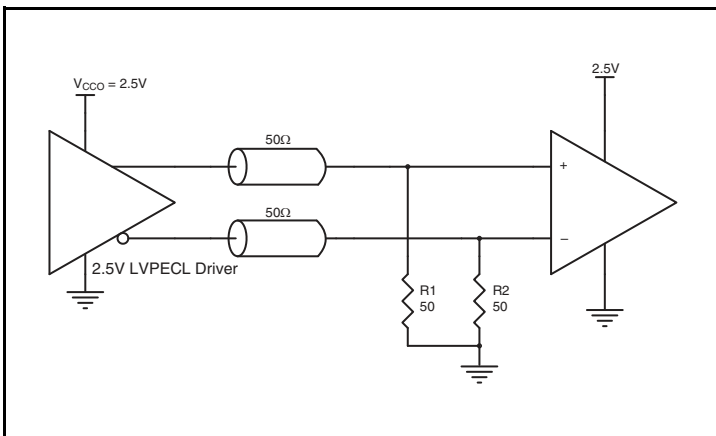 V_CCO = 2.5V
2.5V
50Ω
+
50Ω
−
2.5V LVPECL Driver
R1
50
R2
50